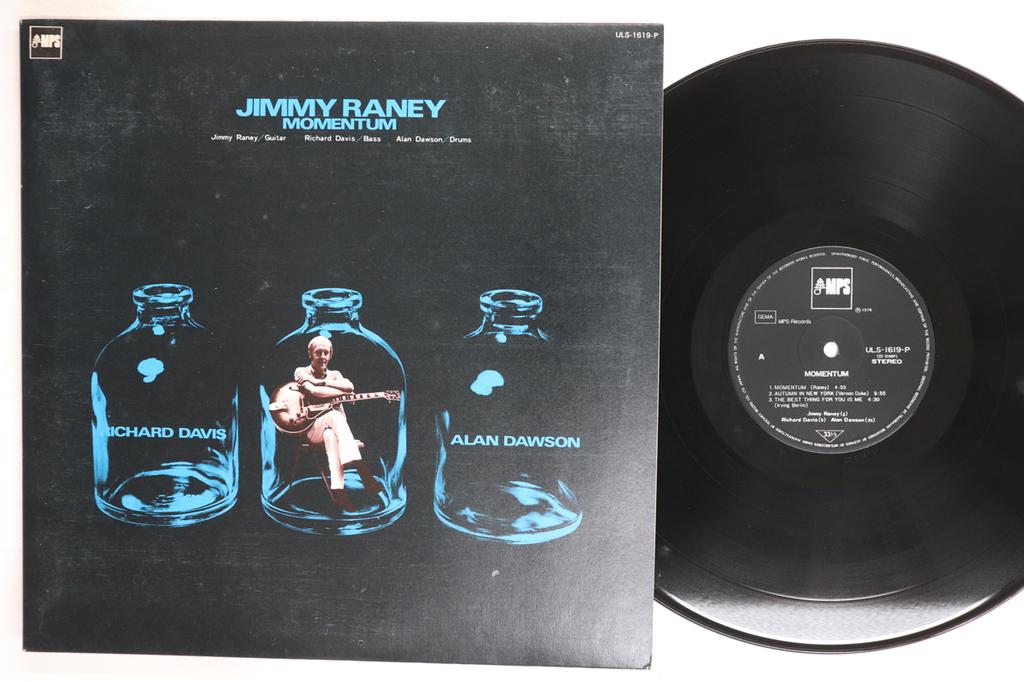 MPS
ULS-1619-P
JIMMY RANEY
MOMENTUM
Jimmy Raney/Guitar Richard Davis/Bass Alan Dawson/Drums
RICHARD DAVIS
ALAN DAWSON
MPS
GEMA
MPS-Records
℗ 1976
A
ULS-1619-P
STEREO
MOMENTUM
1. MOMENTUM (Raney) 4:55
2. AUTUMN IN NEW YORK (Vernon Duke) 9:55
3. THE BEST THING FOR YOU IS ME 4:30
(Irving Berlin)
Jimmy Raney(g)
Richard Davis(b) Alan Dawson(ds)
33⅓